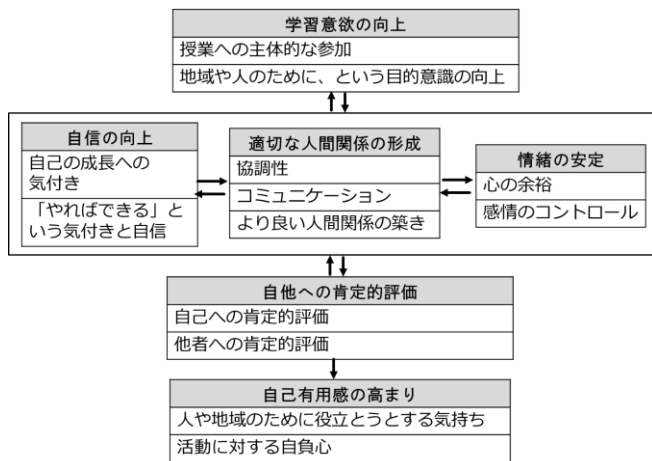 学習意欲の向上
授業への主体的な参加
地域や人のために、という目的意識の向上
自信の向上
自己の成長への
気付き
「やればできる」と
いう気付きと自信
適切な人間関係の形成
協調性
コミュニケーション
より良い人間関係の築き
情緒の安定
心の余裕
感情のコントロール
自他への肯定的評価
自己への肯定的評価
他者への肯定的評価
自己有用感の高まり
人や地域のために役立とうとする気持ち
活動に対する自負心